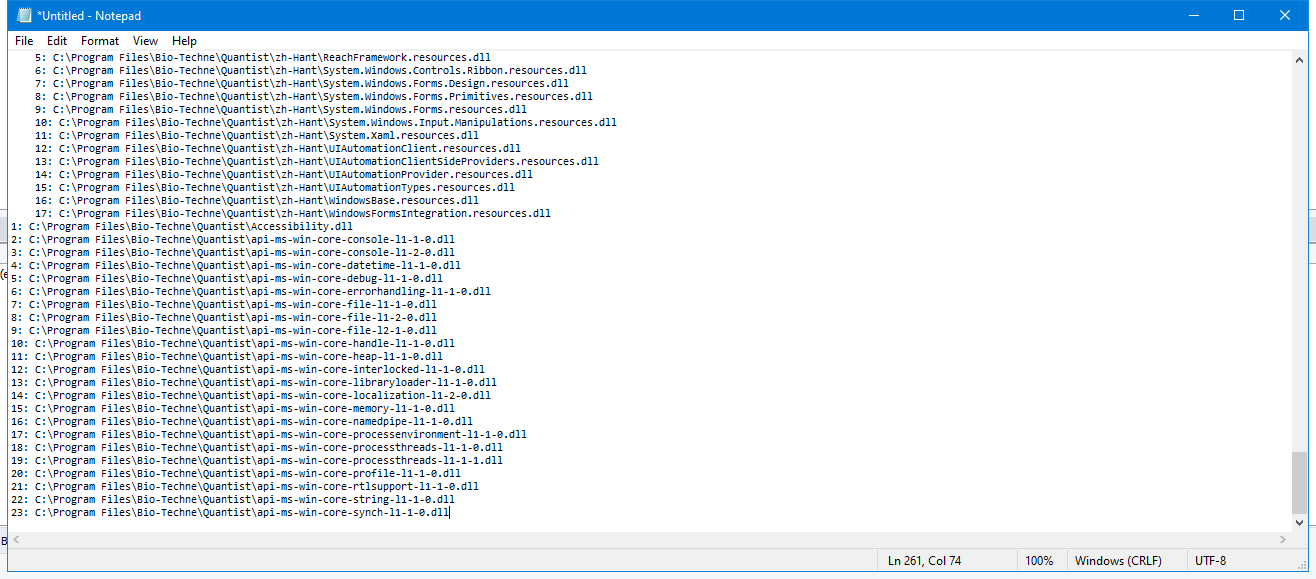 *Untitled - Notepad
File Edit Format View Help
5: C:\Program Files\Bio-Techne\Quantist\zh-Hant\ReachFramework.resources.dll
6: C:\Program Files\Bio-Techne\Quantist\zh-Hant\System.Windows.Controls.Ribbon.resources.dll
7: C:\Program Files\Bio-Techne\Quantist\zh-Hant\System.Windows.Forms.Design.resources.dll
8: C:\Program Files\Bio-Techne\Quantist\zh-Hant\System.Windows.Forms.Primitives.resources.dll
9: C:\Program Files\Bio-Techne\Quantist\zh-Hant\System.Windows.Forms.resources.dll
10: C:\Program Files\Bio-Techne\Quantist\zh-Hant\System.Windows.Input.Manipulations.resources.dll
11: C:\Program Files\Bio-Techne\Quantist\zh-Hant\System.Xaml.resources.dll
12: C:\Program Files\Bio-Techne\Quantist\zh-Hant\UIAutomationClient.resources.dll
13: C:\Program Files\Bio-Techne\Quantist\zh-Hant\UIAutomationClientSideProviders.resources.dll
14: C:\Program Files\Bio-Techne\Quantist\zh-Hant\UIAutomationProvider.resources.dll
15: C:\Program Files\Bio-Techne\Quantist\zh-Hant\UIAutomationTypes.resources.dll
16: C:\Program Files\Bio-Techne\Quantist\zh-Hant\WindowsBase.resources.dll
17: C:\Program Files\Bio-Techne\Quantist\zh-Hant\WindowsFormsIntegration.resources.dll
1: C:\Program Files\Bio-Techne\Quantist\Accessibility.dll
2: C:\Program Files\Bio-Techne\Quantist\api-ms-win-core-console-l1-1-0.dll
3: C:\Program Files\Bio-Techne\Quantist\api-ms-win-core-console-l1-2-0.dll
4: C:\Program Files\Bio-Techne\Quantist\api-ms-win-core-datetime-l1-1-0.dll
5: C:\Program Files\Bio-Techne\Quantist\api-ms-win-core-debug-l1-1-0.dll
6: C:\Program Files\Bio-Techne\Quantist\api-ms-win-core-errorhandling-l1-1-0.dll
7: C:\Program Files\Bio-Techne\Quantist\api-ms-win-core-file-l1-1-0.dll
8: C:\Program Files\Bio-Techne\Quantist\api-ms-win-core-file-l1-2-0.dll
9: C:\Program Files\Bio-Techne\Quantist\api-ms-win-core-file-l2-1-0.dll
10: C:\Program Files\Bio-Techne\Quantist\api-ms-win-core-handle-l1-1-0.dll
11: C:\Program Files\Bio-Techne\Quantist\api-ms-win-core-heap-l1-1-0.dll
12: C:\Program Files\Bio-Techne\Quantist\api-ms-win-core-interlocked-l1-1-0.dll
13: C:\Program Files\Bio-Techne\Quantist\api-ms-win-core-libraryloader-l1-1-0.dll
14: C:\Program Files\Bio-Techne\Quantist\api-ms-win-core-localization-l1-2-0.dll
15: C:\Program Files\Bio-Techne\Quantist\api-ms-win-core-memory-l1-1-0.dll
16: C:\Program Files\Bio-Techne\Quantist\api-ms-win-core-namedpipe-l1-1-0.dll
17: C:\Program Files\Bio-Techne\Quantist\api-ms-win-core-processenvironment-l1-1-0.dll
18: C:\Program Files\Bio-Techne\Quantist\api-ms-win-core-processthreads-l1-1-0.dll
19: C:\Program Files\Bio-Techne\Quantist\api-ms-win-core-processthreads-l1-1-1.dll
20: C:\Program Files\Bio-Techne\Quantist\api-ms-win-core-profile-l1-1-0.dll
21: C:\Program Files\Bio-Techne\Quantist\api-ms-win-core-rtlsupport-l1-1-0.dll
22: C:\Program Files\Bio-Techne\Quantist\api-ms-win-core-string-l1-1-0.dll
23: C:\Program Files\Bio-Techne\Quantist\api-ms-win-core-synch-l1-1-0.dll
Ln 261, Col 74 100% Windows (CRLF) UTF-8